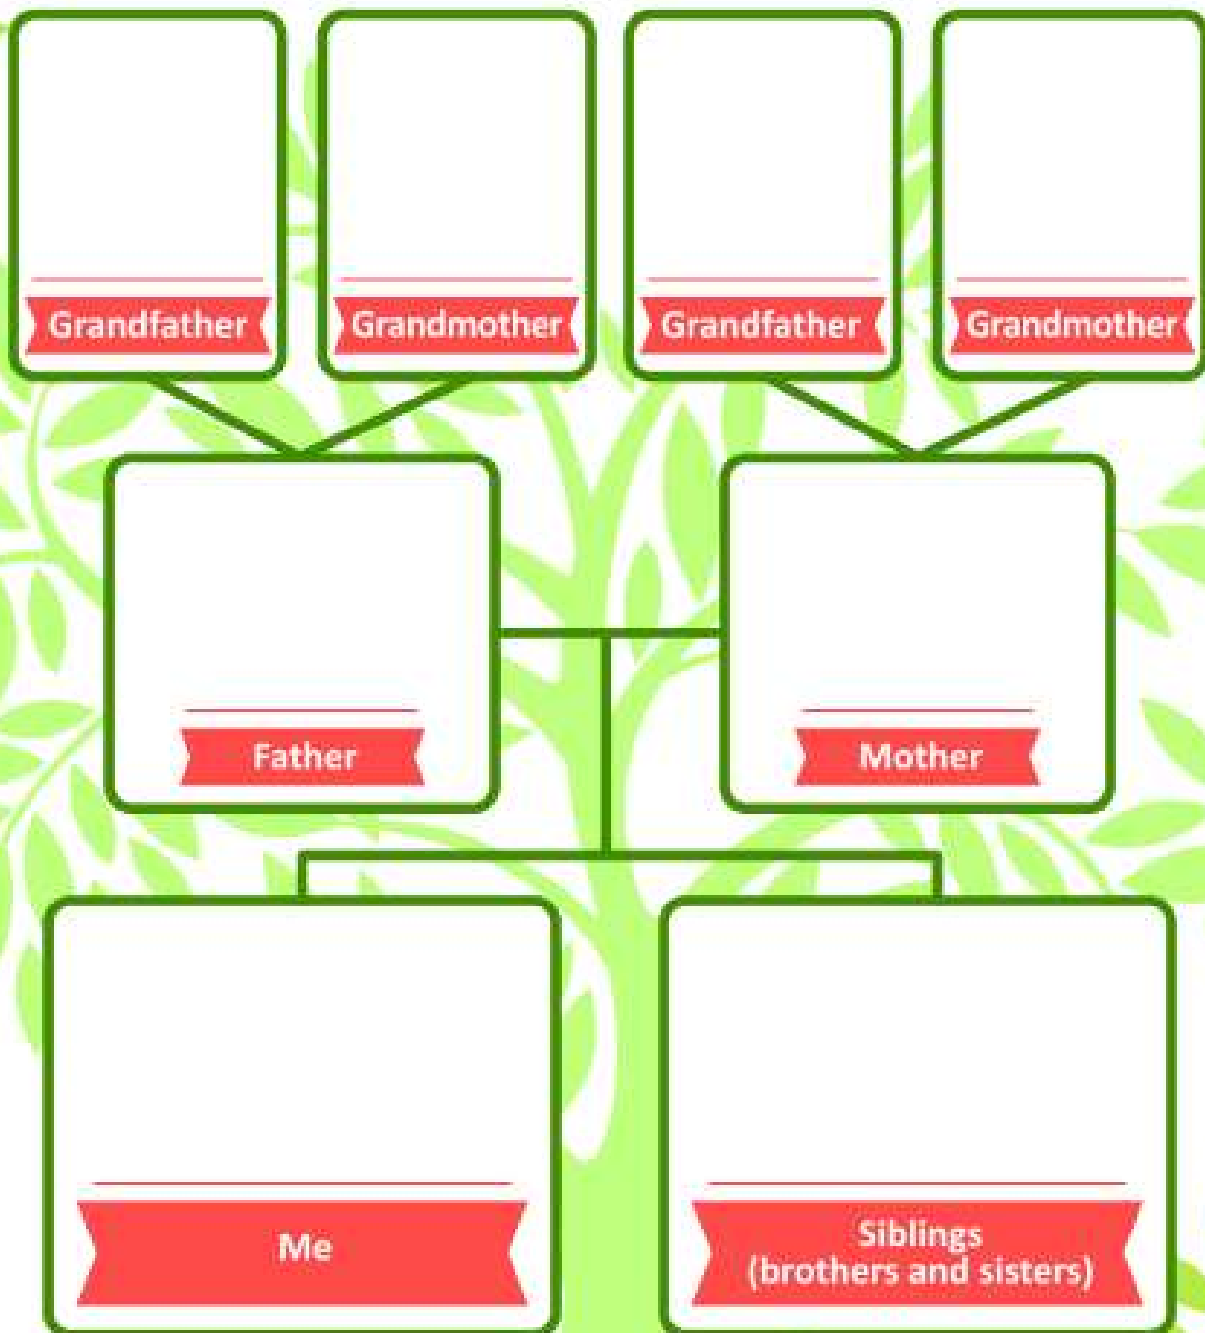 Grandfather
Grandmother
Grandfather
Grandmother
Father
Mother
Me
Siblings
(brothers and sisters)